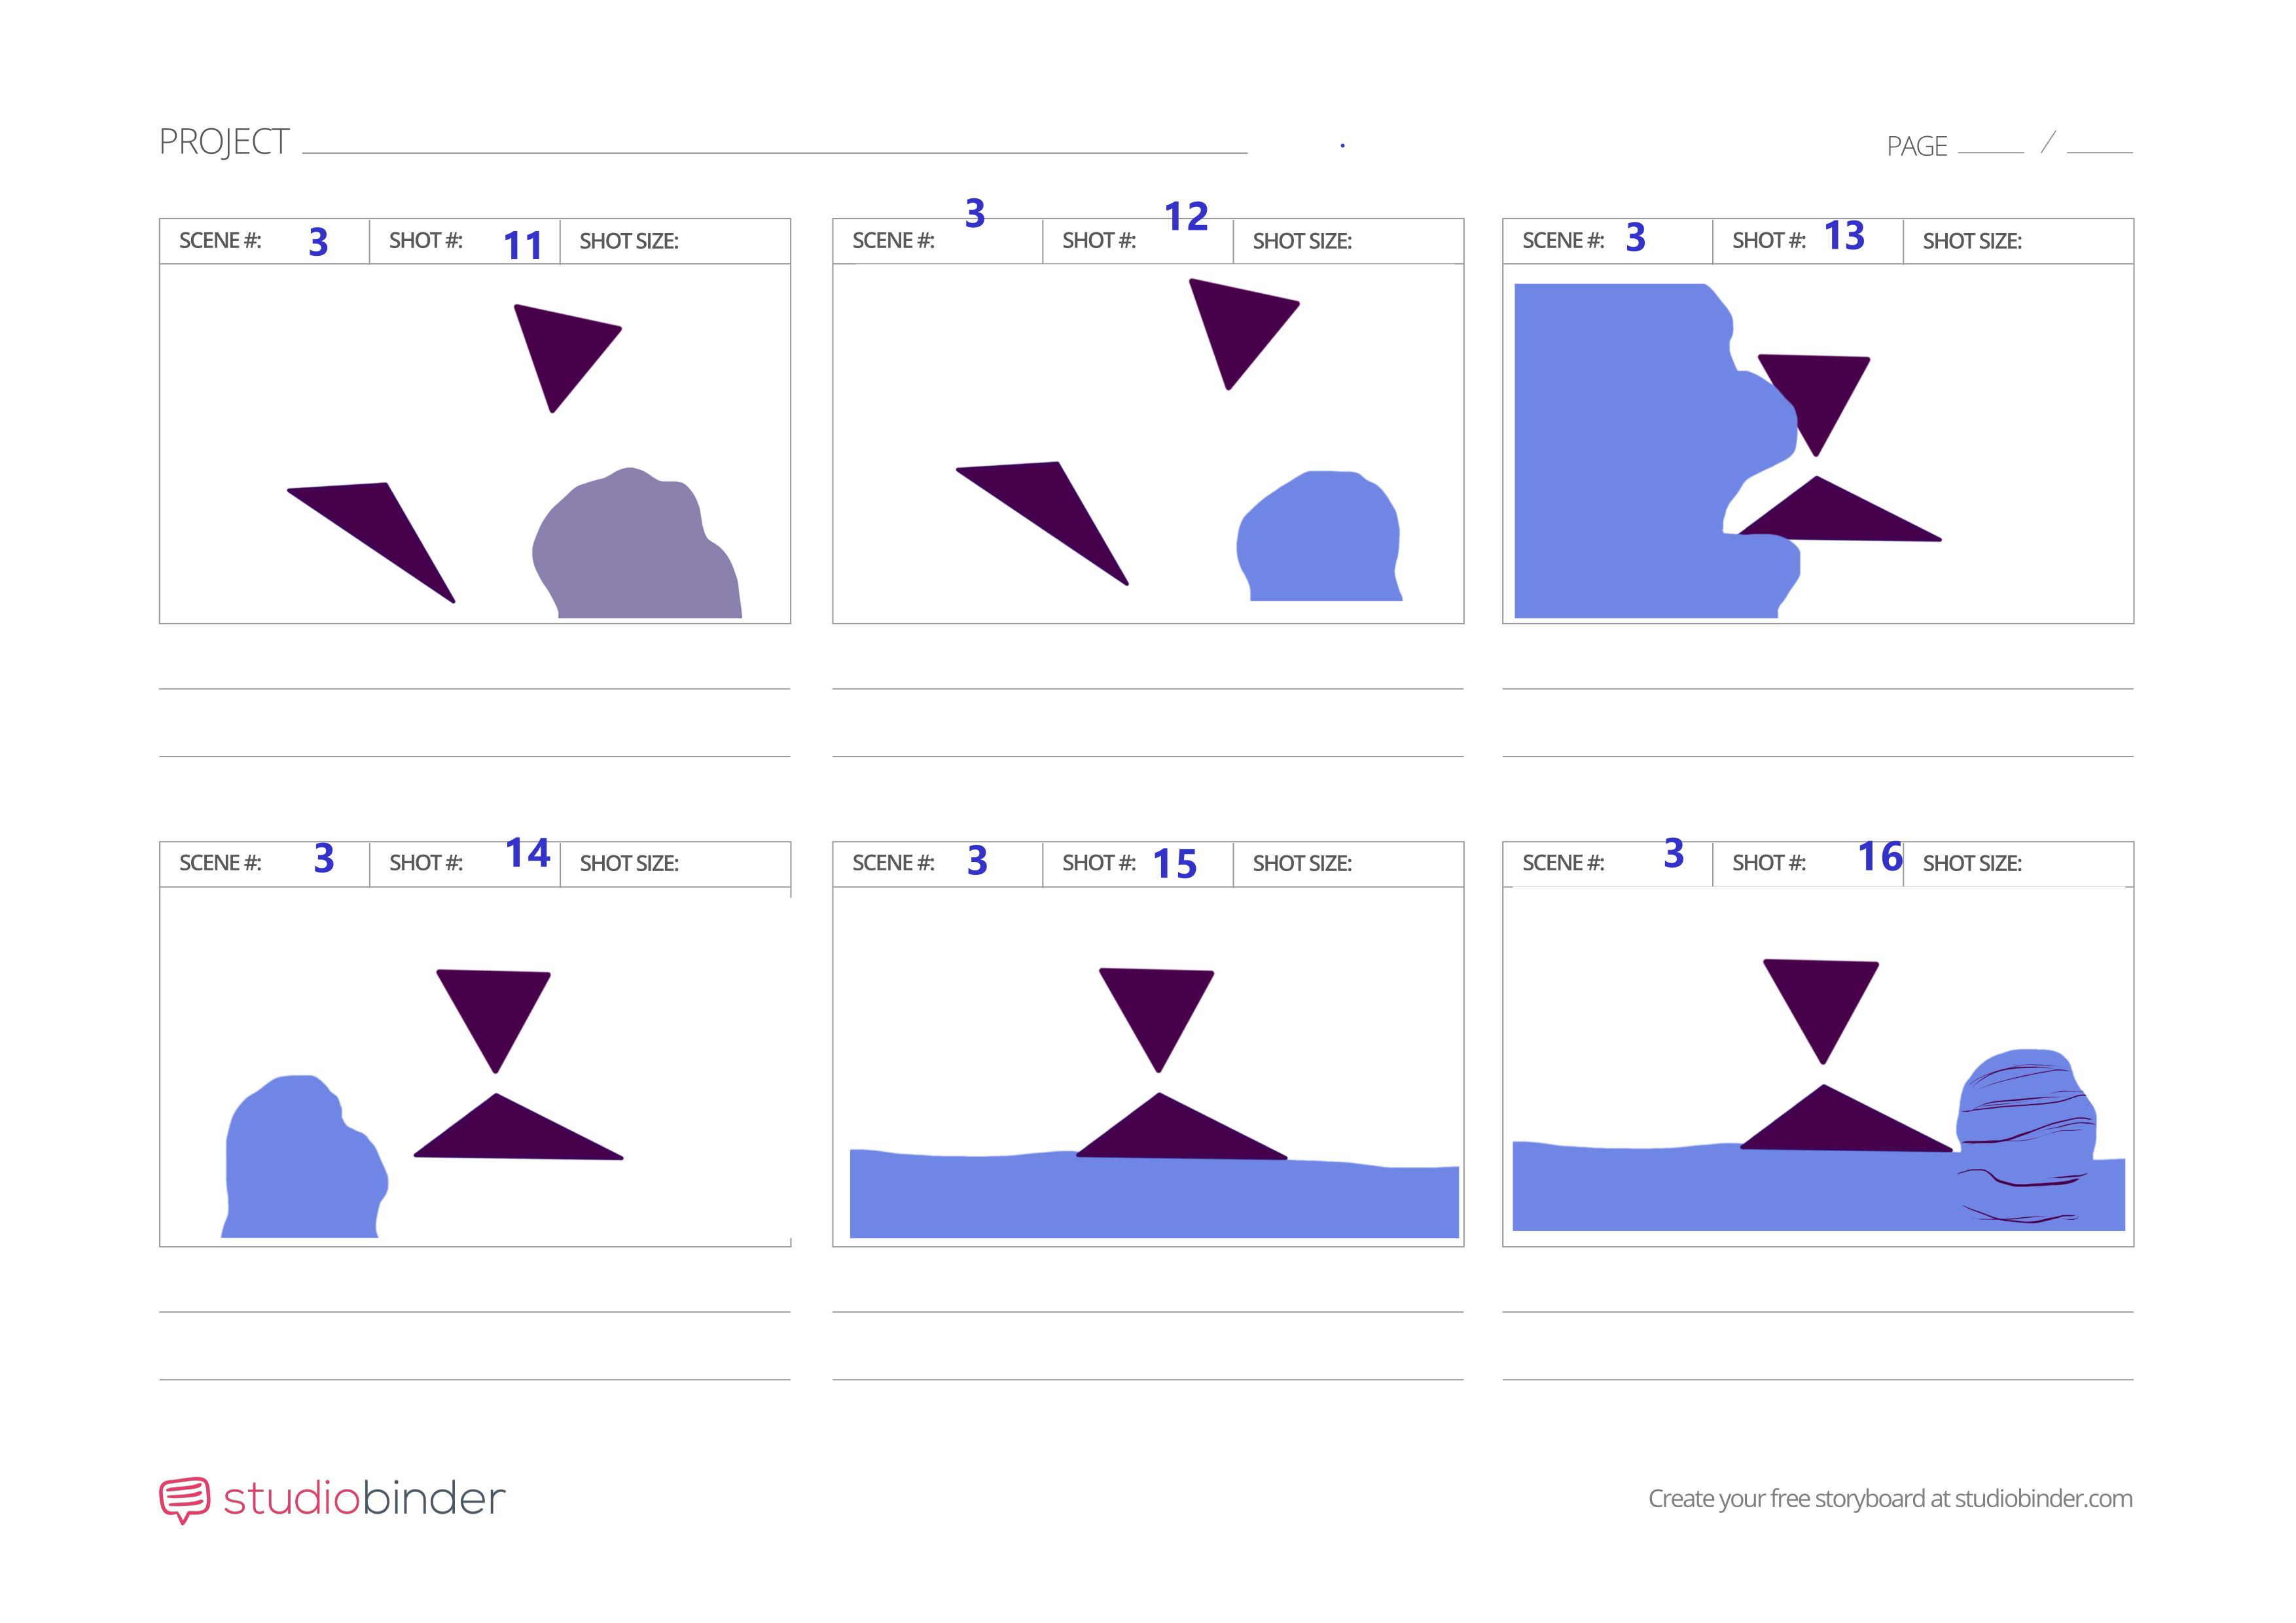 PROJECT
PAGE /
SCENE #: 3 SHOT #: 11 SHOT SIZE:
SCENE #: 3 SHOT #: 12 SHOT SIZE:
SCENE #: 3 SHOT #: 13 SHOT SIZE:
SCENE #: 3 SHOT #: 14 SHOT SIZE:
SCENE #: 3 SHOT #: 15 SHOT SIZE:
SCENE #: 3 SHOT #: 16 SHOT SIZE:
studiobinder
Create your free storyboard at studiobinder.com